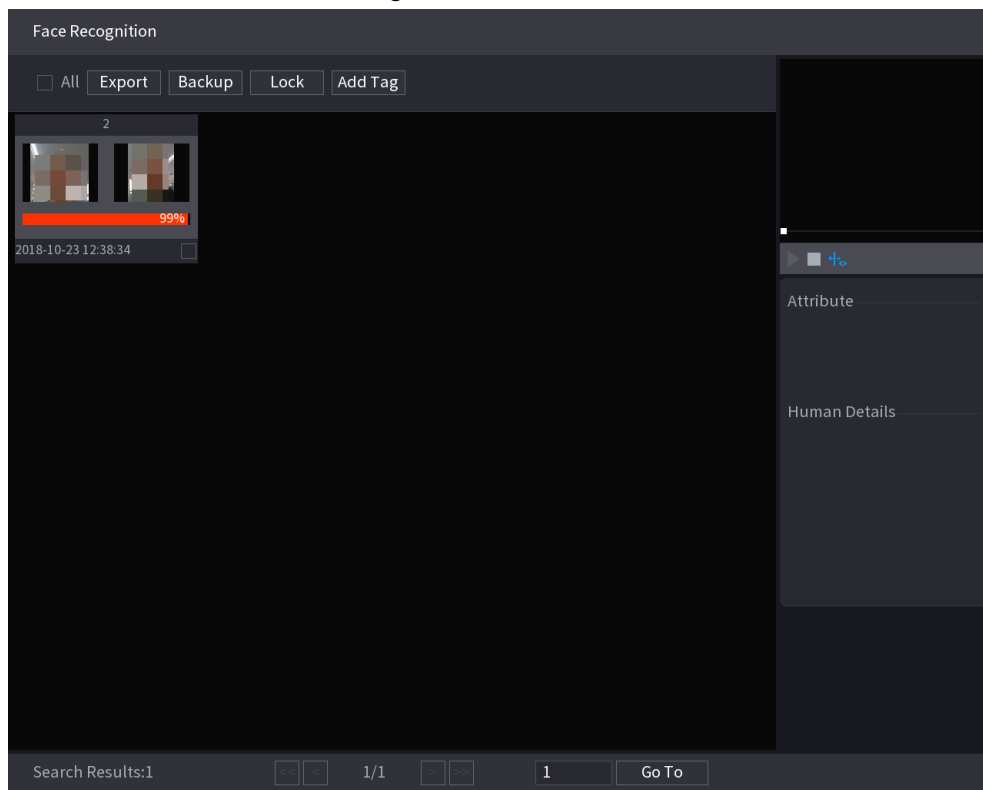 Face Recognition
All Export Backup Lock Add Tag
2
99%
2018-10-23 12:38:34
Attribute
Human Details
Search Results:1 << < 1/1 > >> 1 Go To